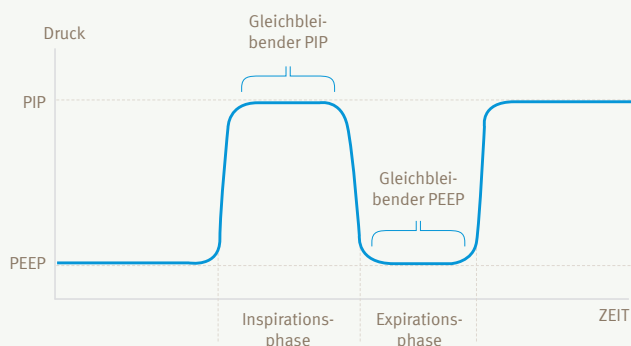 Gleichblei-
bender PIP
Druck
PIP
Gleichblei-
bender PEEP
PEEP
ZEIT
Inspirations-
phase
Expirations-
phase